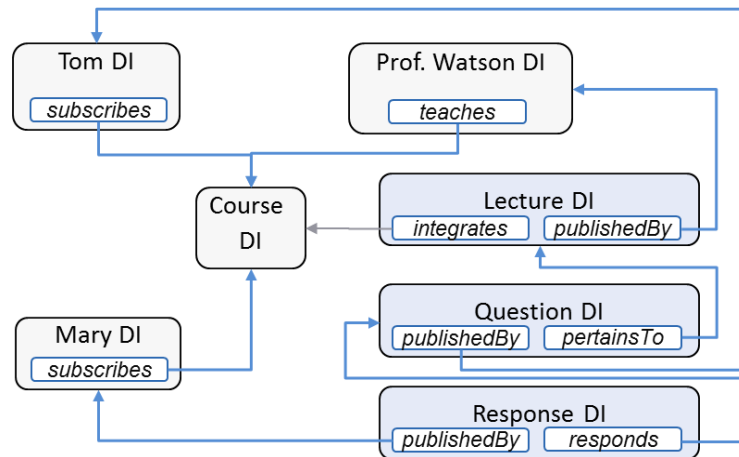 Tom DI
subscribes
Prof. Watson DI
teaches
Course
DI
Lecture DI
integrates
publishedBy
Question DI
publishedBy
pertainsTo
Mary DI
subscribes
Response DI
publishedBy
responds